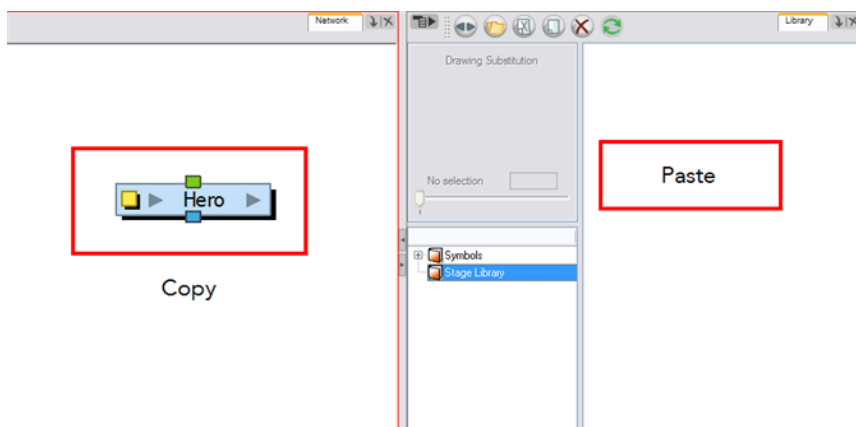 Network
Library
Drawing Substitution
No selection
Hero
Paste
Symbols
Stage Library
Copy